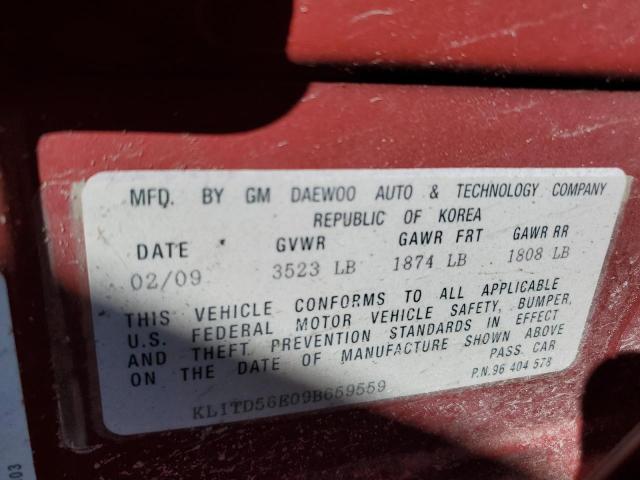 MFD. BY GM DAEWOO AUTO & TECHNOLOGY COMPANY
REPUBLIC OF KOREA
DATE GVWR GAWR FRT GAWR RR
02/09 3523 LB 1874 LB 1808 LB
THIS VEHICLE CONFORMS TO ALL APPLICABLE
U.S. FEDERAL MOTOR VEHICLE SAFETY, BUMPER,
AND THEFT PREVENTION STANDARDS IN EFFECT
ON THE DATE OF MANUFACTURE SHOWN ABOVE
PASS. CAR
P.N. 96 404 578
KL1TD56E09B659559
03